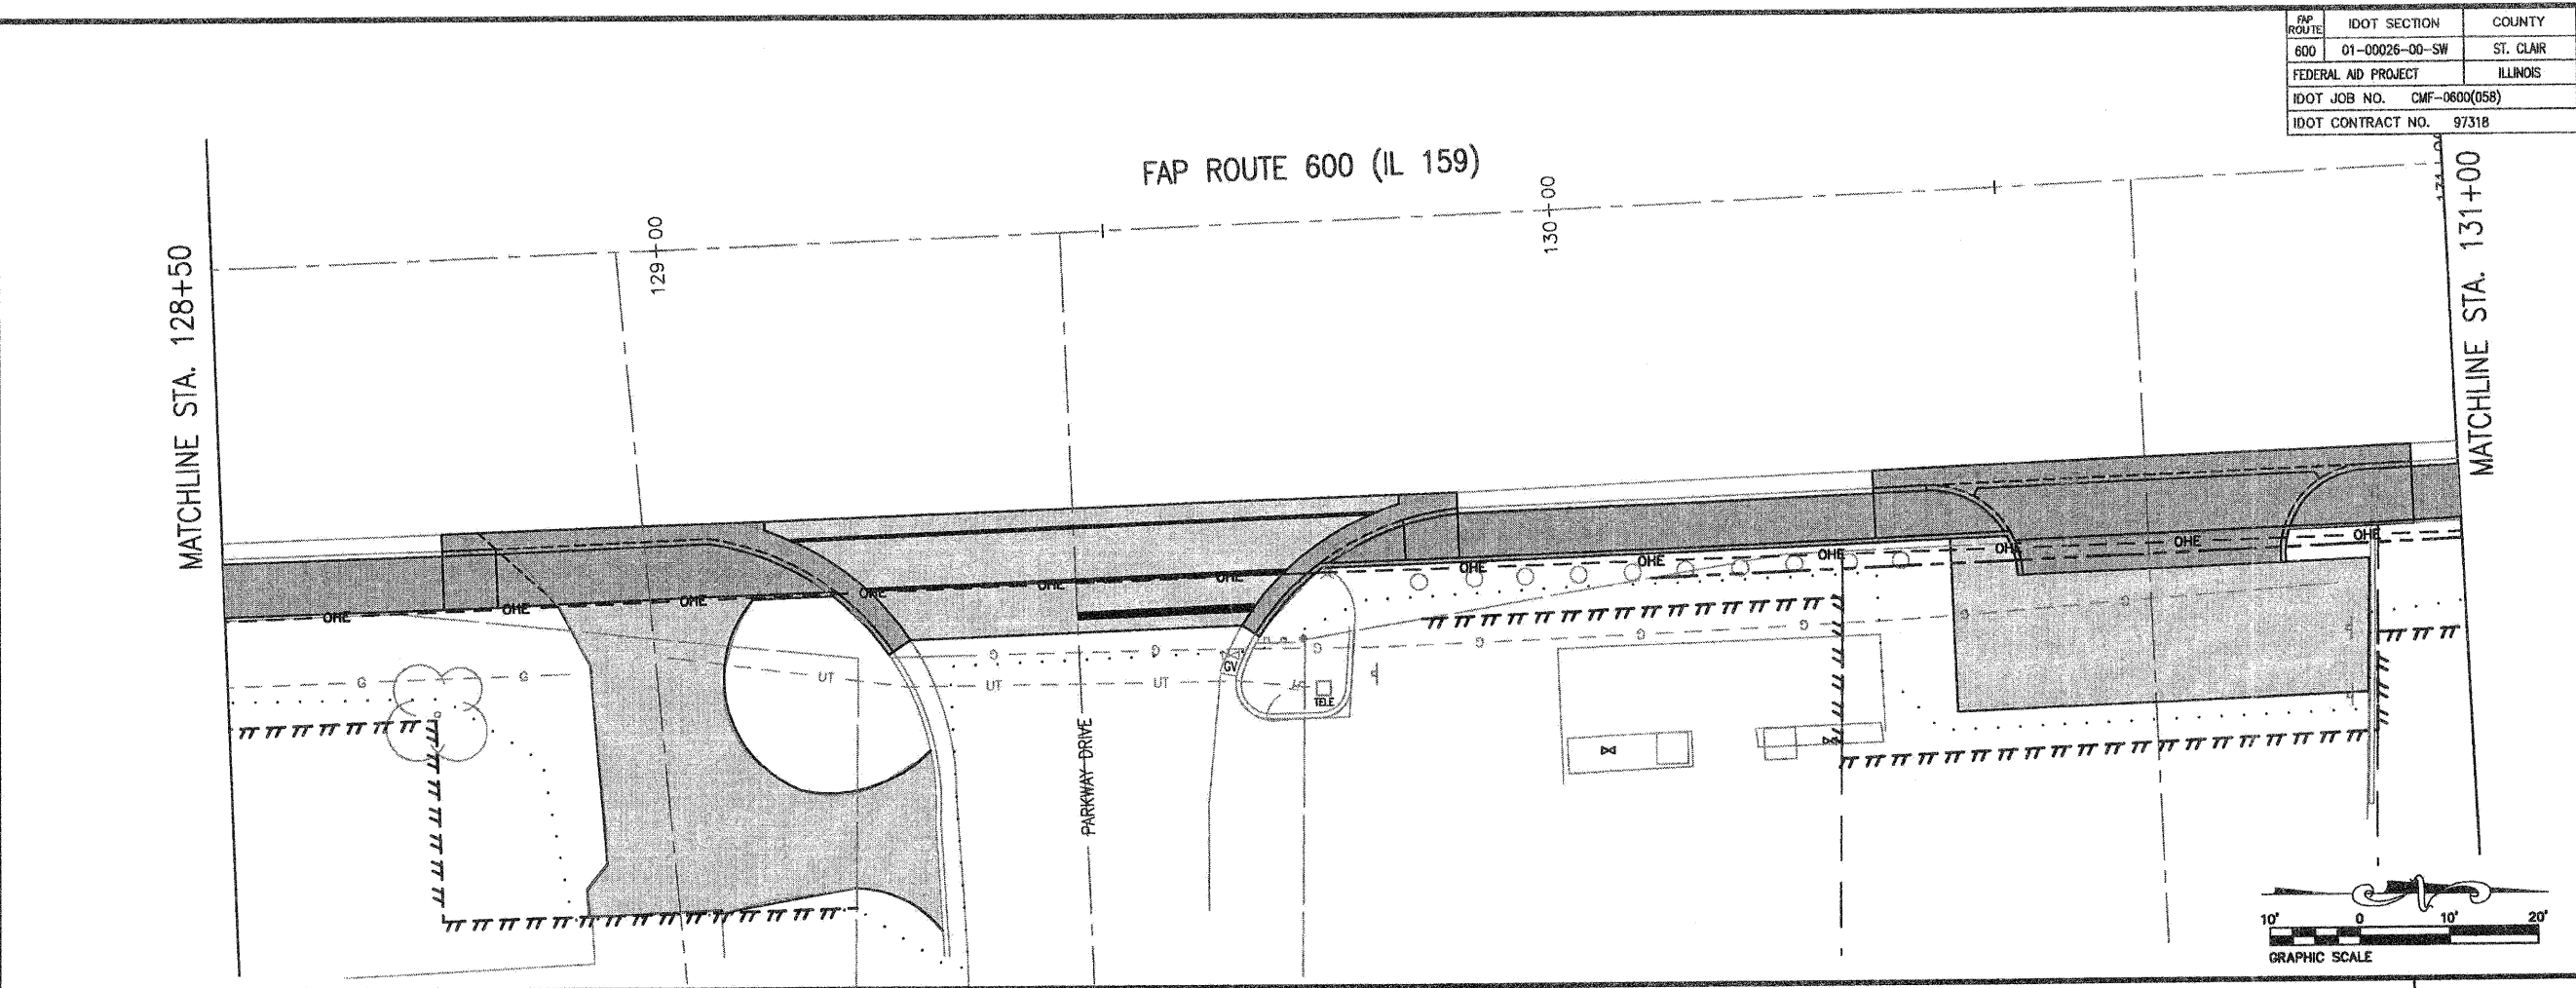 FAP ROUTE
IDOT SECTION
COUNTY
600
01-00026-00-SW
ST. CLAIR
FEDERAL AID PROJECT
ILLINOIS
IDOT JOB NO. CMF-0600(058)
IDOT CONTRACT NO. 97318
FAP ROUTE 600 (IL 159)
MATCHLINE STA. 128+50
129+00
130+00
MATCHLINE STA. 131+00
OHE
OHE
OHE
OHE
OHE
OHE
OHE
OHE
OHE
OHE
OHE
OHE
G
G
G
G
G
G
G
G
G
G
UT
UT
UT
GV
TELE
PARKWAY DRIVE
10'
0
10'
20'
GRAPHIC SCALE